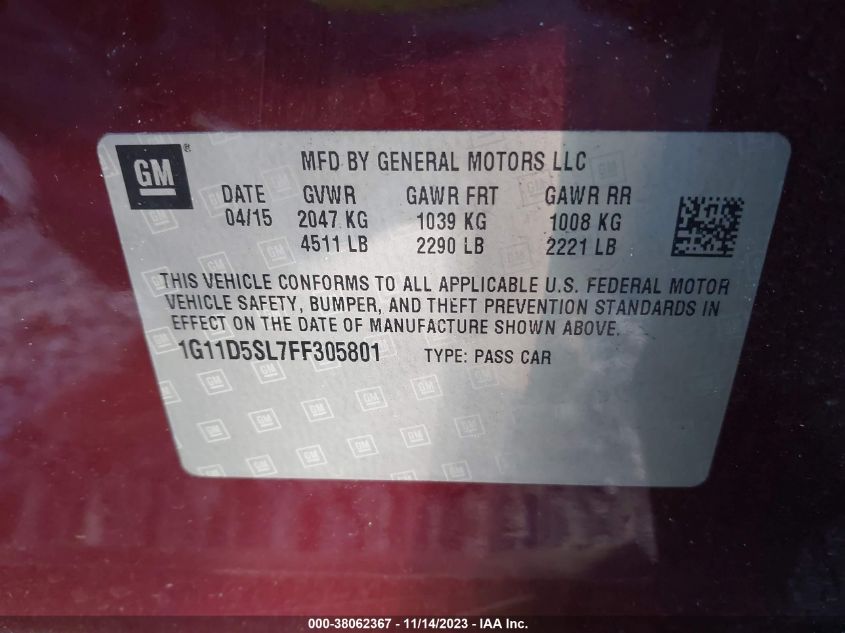 GM ®
MFD BY GENERAL MOTORS LLC
DATE GVWR GAWR FRT GAWR RR
04/15 2047 KG 1039 KG 1008 KG
4511 LB 2290 LB 2221 LB
THIS VEHICLE CONFORMS TO ALL APPLICABLE U.S. FEDERAL MOTOR
VEHICLE SAFETY, BUMPER, AND THEFT PREVENTION STANDARDS IN
EFFECT ON THE DATE OF MANUFACTURE SHOWN ABOVE.
1G11D5SL7FF305801 TYPE: PASS CAR
000-38062367 - 11/14/2023 - IAA Inc.